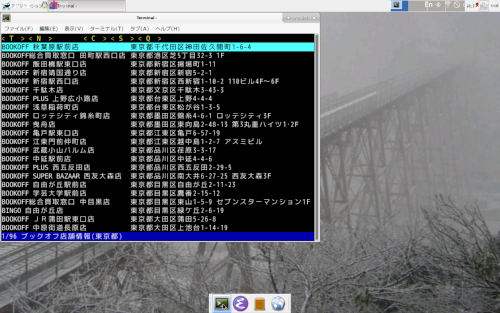 Terminal -
ファイル(F) 編集(E) 表示(V) ターミナル(T) タブ(A) ヘルプ(H)
< T > < N > < C > < S > < Q >
BOOKOFF 秋葉原駅前店 東京都千代田区神田佐久間町1-6-4
BOOKOFF総合買取窓口 田町駅西口店 東京都港区芝5丁目32-3 1F
BOOKOFF 飯田橋駅東口店 東京都新宿区揚場町1-11
BOOKOFF 新宿靖国通り店 東京都新宿区新宿5-2-1
BOOKOFF 新宿駅西口店 東京都新宿区西新宿1-10-2 110ビル4F〜6F
BOOKOFF 千駄木店 東京都文京区千駄木3-43-3
BOOKOFF PLUS 上野広小路店 東京都台東区上野4-4-4
BOOKOFF 浅草稲荷町店 東京都台東区松が谷1-3-5
BOOKOFF ロッテシティ錦糸町店 東京都墨田区錦糸4-6-1 ロッテシティ3F
BOOKOFF 曳舟店 東京都墨田区東向島2-48-13 第3丸重ハイツ1-2F
BOOKOFF 亀戸駅東口店 東京都江東区亀戸6-57-19
BOOKOFF 江東門前仲町店 東京都江東区越中島1-2-7 アスミビル
BOOKOFF 武蔵小山パルム店 東京都品川区荏原3-3-17
BOOKOFF 中延駅前店 東京都品川区中延4-4-6
BOOKOFF PLUS 西五反田店 東京都品川区西五反田2-29-5
BOOKOFF SUPER BAZAAR 西友大森店 東京都品川区南大井6-27-25 西友大森店3F
BOOKOFF 自由が丘駅前店 東京都目黒区自由が丘2-11-23
BOOKOFF 学芸大学駅前店 東京都目黒区鷹番2-15-12
BOOKOFF総合買取窓口 中目黒店 東京都目黒区東山1-5-9 セブンスターマンション1F
BINGO 自由が丘店 東京都目黒区緑ケ丘2-6-19
BOOKOFF JR蒲田駅東口店 東京都大田区蒲田5-26-8
BOOKOFF 中原街道長原店 東京都大田区上池台1-14-19
1/96 ブックオフ店舗情報(東京都)